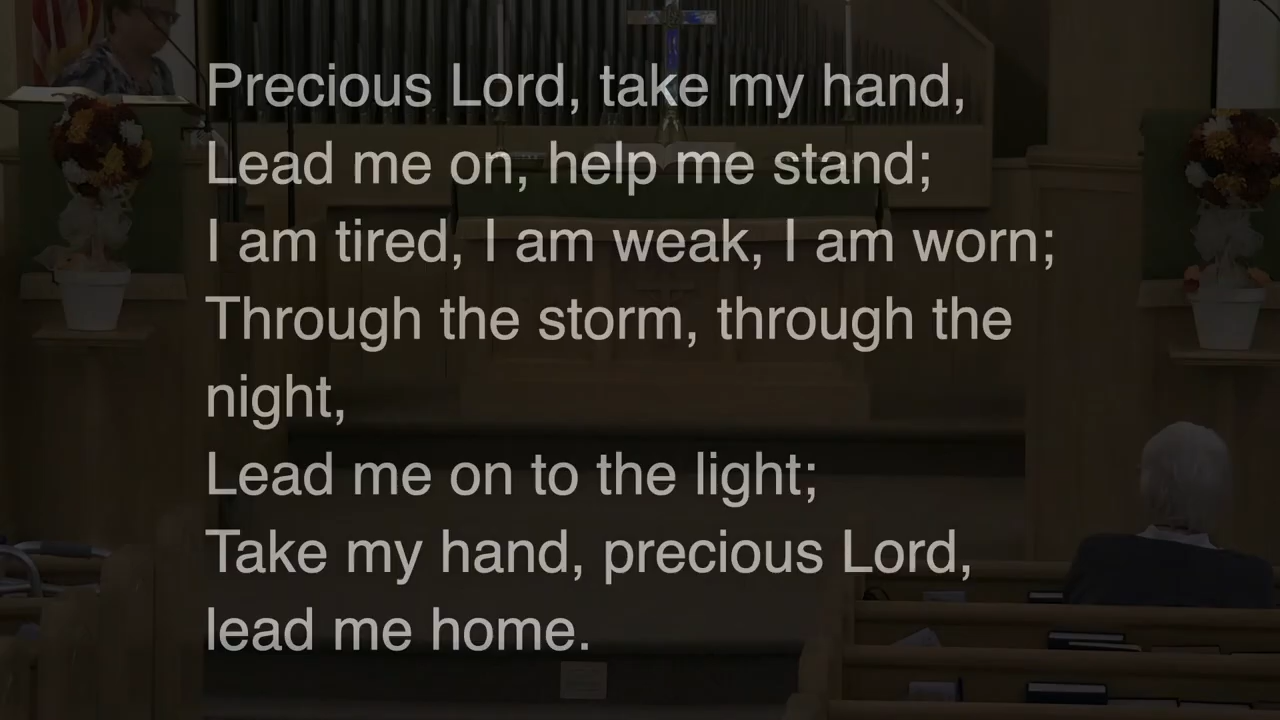 Precious Lord, take my hand,
Lead me on, help me stand;
I am tired, I am weak, I am worn;
Through the storm, through the
night,
Lead me on to the light;
Take my hand, precious Lord,
lead me home.